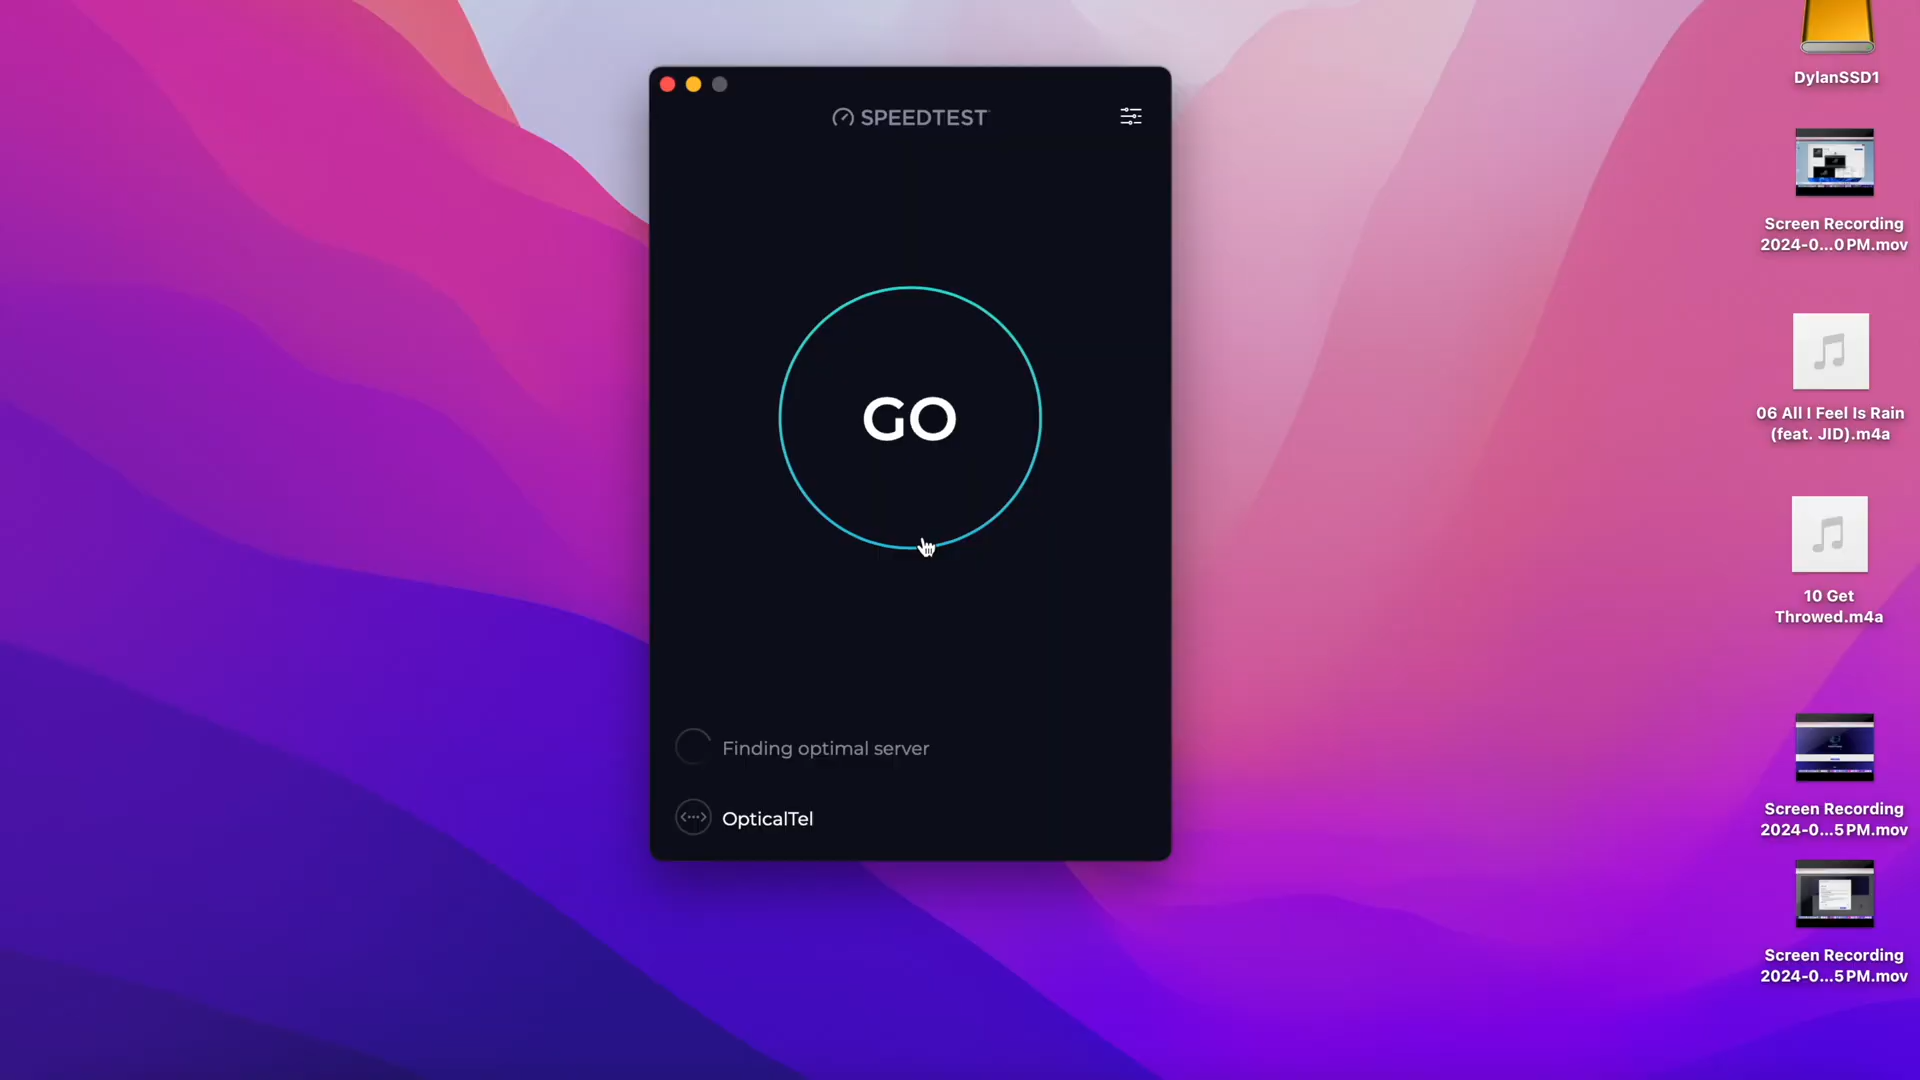 SPEEDTEST
GO
Finding optimal server
OpticalTel
DylanSSD1
Screen Recording
2024-0...0 PM.mov
06 All I Feel Is Rain
(feat. JID).m4a
10 Get
Throwed.m4a
Screen Recording
2024-0...5 PM.mov
Screen Recording
2024-0...5 PM.mov